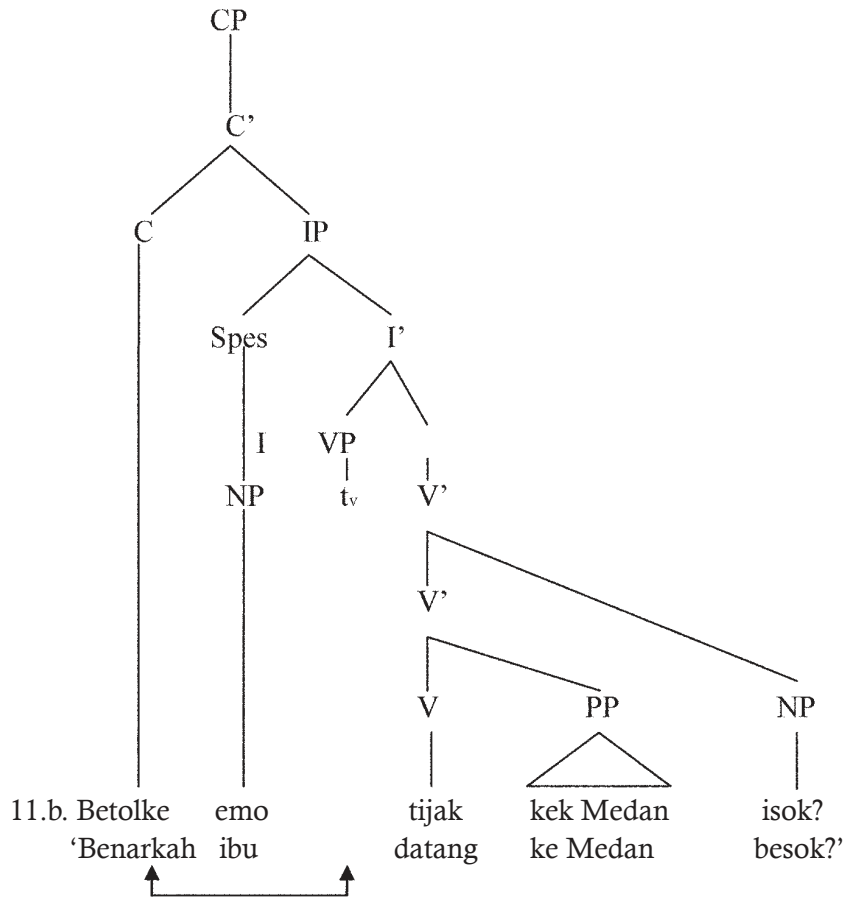 CP
C'
C IP
Spes I'
I VP
NP tv V'
V'
V PP NP
11.b. Betolke emo tijak kek Medan isok?
‘Benarkah ibu datang ke Medan besok?’